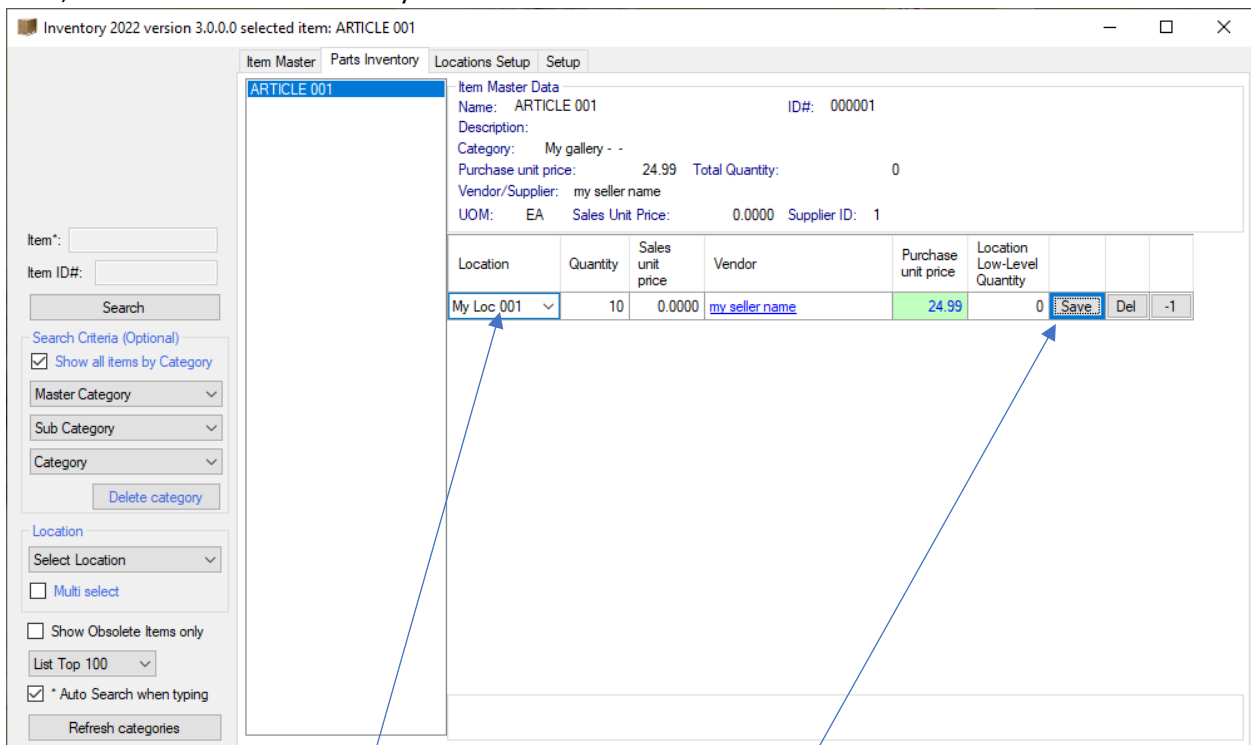 Inventory 2022 version 3.0.0.0 selected item: ARTICLE 001
Item Master Parts Inventory Locations Setup Setup
ARTICLE 001
Item Master Data
Name: ARTICLE 001 ID#: 000001
Description:
Category: My gallery - -
Purchase unit price: 24.99 Total Quantity: 0
Vendor/Supplier: my seller name
UOM: EA Sales Unit Price: 0.0000 Supplier ID: 1
Location Quantity Sales unit price Vendor Purchase unit price Location Low-Level Quantity
My Loc 001 10 0.0000 my seller name 24.99 0 Save Del -1
Item*:
Item ID#:
Search
Search Criteria (Optional)
Show all items by Category
Master Category
Sub Category
Category
Delete category
Location
Select Location
Multi select
Show Obsolete Items only
List Top 100
* Auto Search when typing
Refresh categories